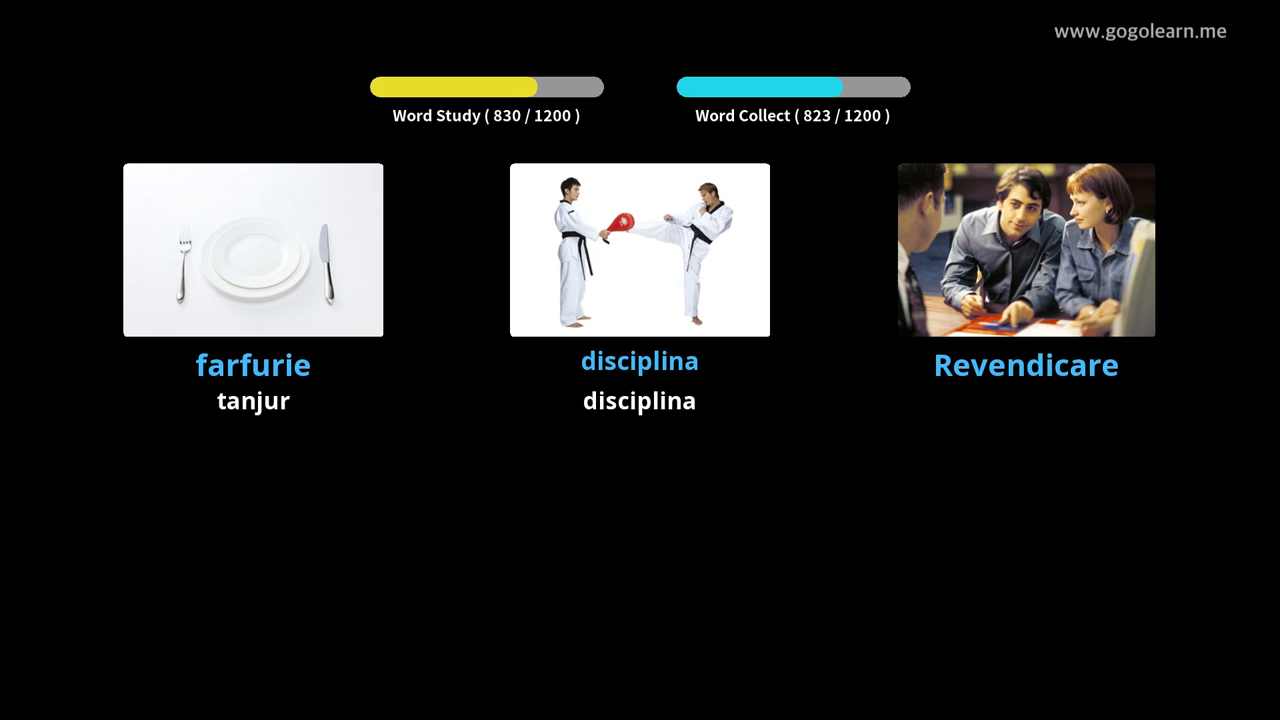 www.gogolearn.me
Word Study ( 830 / 1200 )
Word Collect ( 823 / 1200 )
farfurie
tanjur
disciplina
disciplina
Revendicare